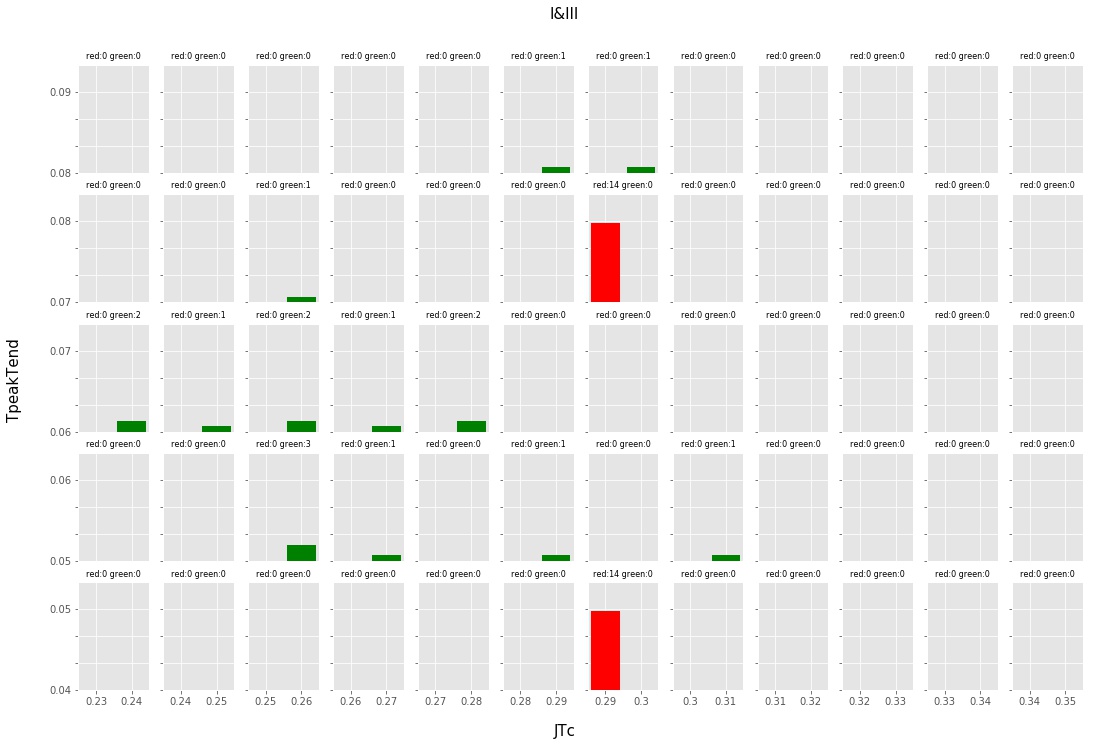 I&III
red:0 green:0 red:0 green:0 red:0 green:0 red:0 green:0 red:0 green:0 red:0 green:1 red:0 green:1 red:0 green:0 red:0 green:0 red:0 green:0 red:0 green:0 red:0 green:0
0.09
0.08
red:0 green:0 red:0 green:0 red:0 green:1 red:0 green:0 red:0 green:0 red:0 green:0 red:14 green:0 red:0 green:0 red:0 green:0 red:0 green:0 red:0 green:0 red:0 green:0
0.08
0.07
red:0 green:2 red:0 green:1 red:0 green:2 red:0 green:1 red:0 green:2 red:0 green:0 red:0 green:0 red:0 green:0 red:0 green:0 red:0 green:0 red:0 green:0 red:0 green:0
0.07
0.06
TpeakTend
red:0 green:0 red:0 green:0 red:0 green:3 red:0 green:1 red:0 green:0 red:0 green:1 red:0 green:0 red:0 green:1 red:0 green:0 red:0 green:0 red:0 green:0 red:0 green:0
0.06
0.05
red:0 green:0 red:0 green:0 red:0 green:0 red:0 green:0 red:0 green:0 red:0 green:0 red:14 green:0 red:0 green:0 red:0 green:0 red:0 green:0 red:0 green:0 red:0 green:0
0.05
0.04
0.23 0.24 0.24 0.25 0.25 0.26 0.26 0.27 0.27 0.28 0.28 0.29 0.29 0.3 0.3 0.31 0.31 0.32 0.32 0.33 0.33 0.34 0.34 0.35
JTc